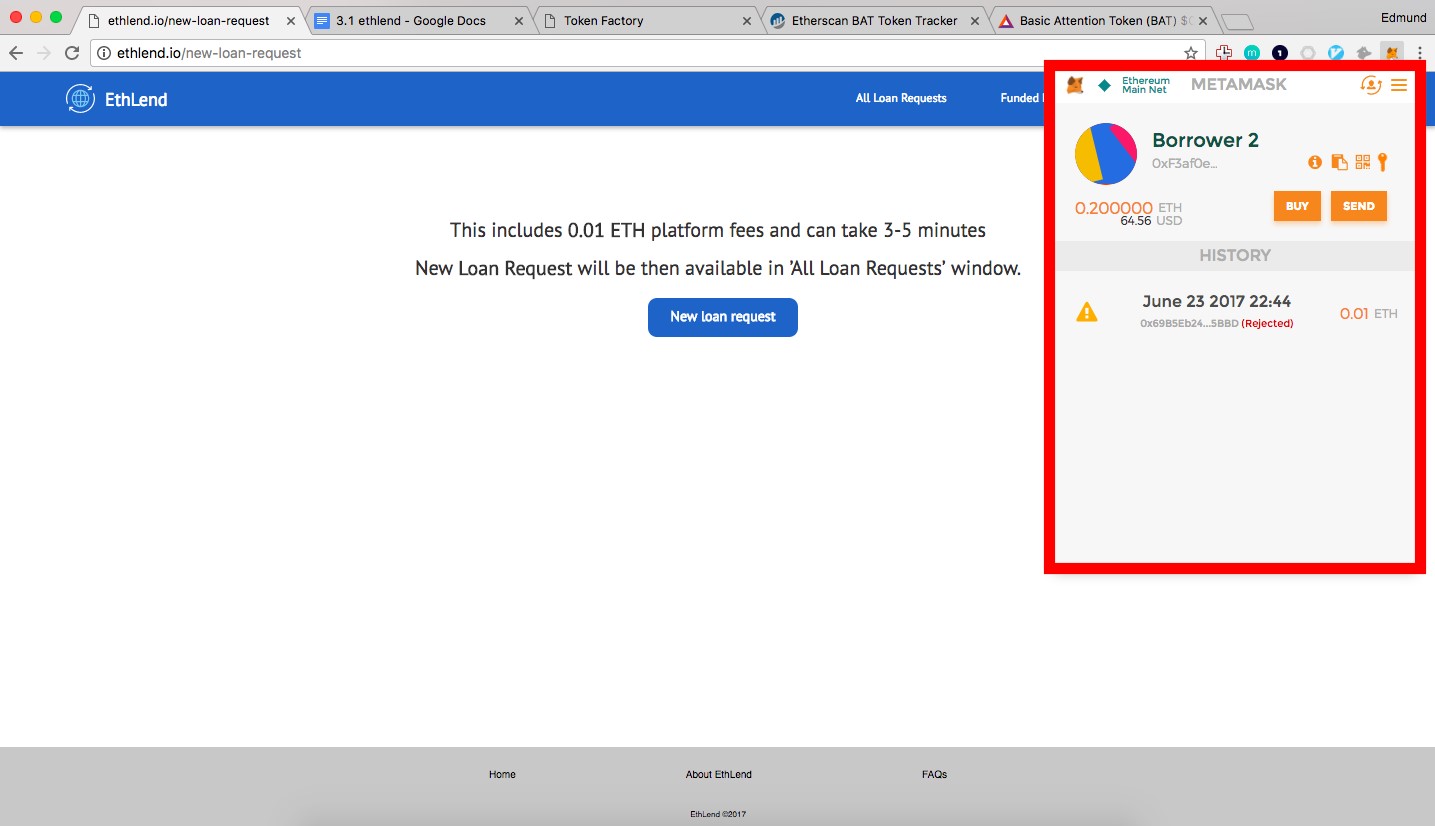 ethlend.io/new-loan-request
3.1 ethlend - Google Docs
Token Factory
Etherscan BAT Token Tracker
Basic Attention Token (BAT) $
Edmund
ethlend.io/new-loan-request
EthLend
All Loan Requests
Funded
Ethereum
Main Net
METAMASK
Borrower 2
0xF3af0e...
0.200000 ETH
64.56 USD
BUY
SEND
HISTORY
June 23 2017 22:44
0x69B5Eb24...5BBD (Rejected)
0.01 ETH
This includes 0.01 ETH platform fees and can take 3-5 minutes
New Loan Request will be then available in ’All Loan Requests’ window.
New loan request
Home
About EthLend
FAQs
EthLend ©2017